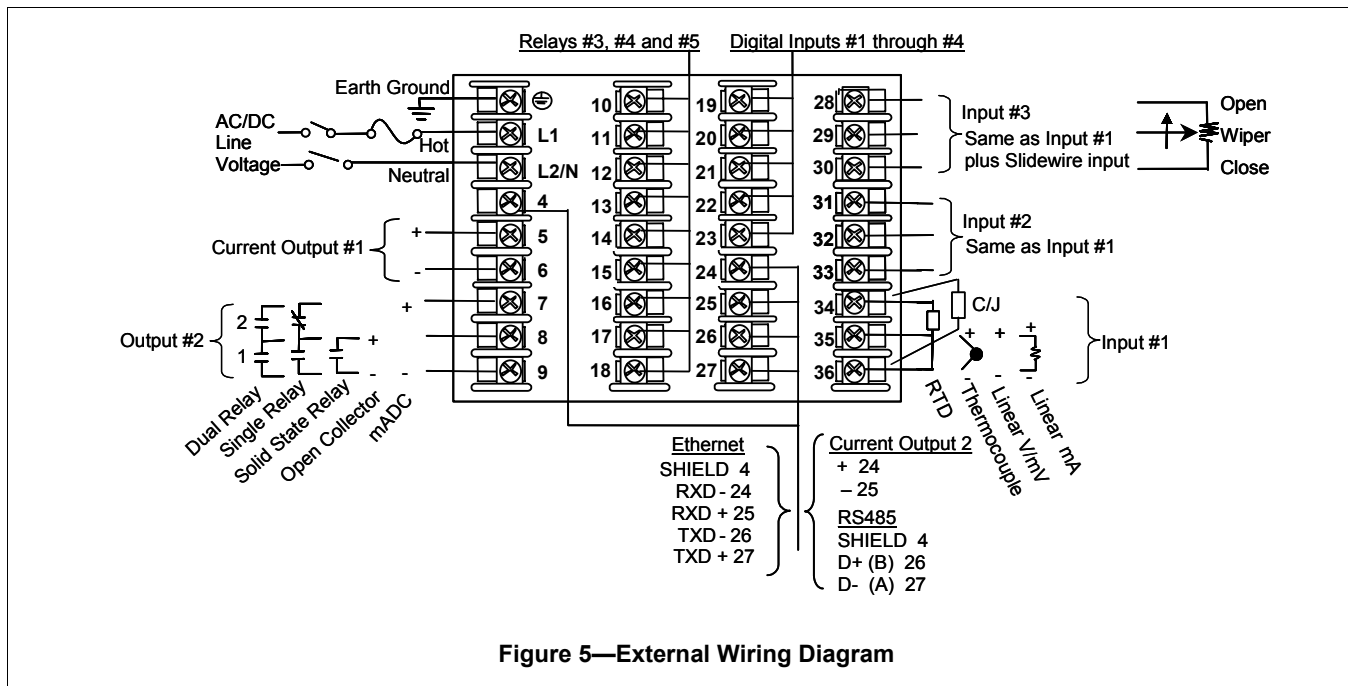 Relays #3, #4 and #5
Digital Inputs #1 through #4
Earth Ground
AC/DC
Line
Voltage
Hot
Neutral
L1
L2/N
4
5
6
7
8
9
10
11
12
13
14
15
16
17
18
19
20
21
22
23
24
25
26
27
28
29
30
31
32
33
34
35
36
Current Output #1
+
-
Output #2
2
1
+
-
+
-
Dual Relay
Single Relay
Solid State Relay
Open Collector
mADC
Input #3
Same as Input #1
plus Slidewire input
Open
Wiper
Close
Input #2
Same as Input #1
C/J
+
-
+
-
+
-
Input #1
RTD
Thermocouple
Linear V/mV
Linear mA
Ethernet
SHIELD 4
RXD - 24
RXD + 25
TXD - 26
TXD + 27
Current Output 2
+ 24
– 25
RS485
SHIELD 4
D+ (B) 26
D- (A) 27
Figure 5—External Wiring Diagram